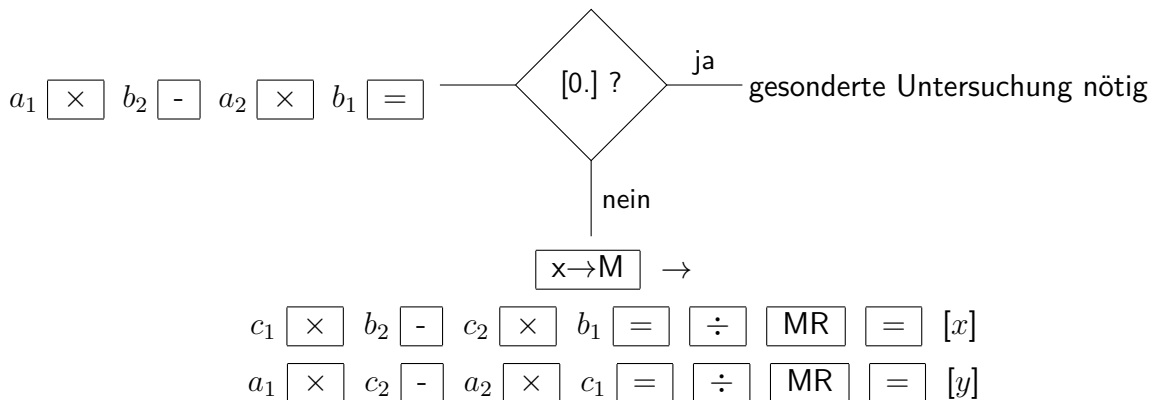 a₁ × b₂ - a₂ × b₁ = [0.] ? ja gesonderte Untersuchung nötig
nein
x→M →
c₁ × b₂ - c₂ × b₁ = ÷ MR = [x]
a₁ × c₂ - a₂ × c₁ = ÷ MR = [y]